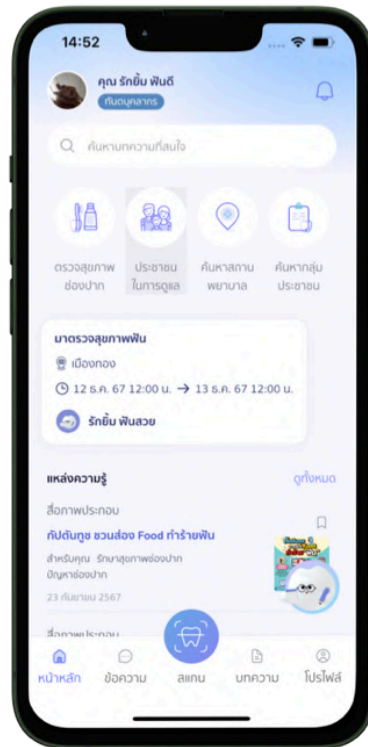 14:52
คุณ รักยิ้ม ฟันดี
ทันตบุคลากร
ค้นหาบทความที่สนใจ
ตรวจสุขภาพ
ช่องปาก
ประชาชน
ในการดูแล
ค้นหาสถาน
พยาบาล
ค้นหากลุ่ม
ประชาชน
มาตรวจสุขภาพฟัน
เมืองทอง
12 ธ.ค. 67 12:00 น. → 13 ธ.ค. 67 12:00 น.
รักยิ้ม ฟันสวย
แหล่งความรู้
ดูทั้งหมด
สื่อภาพประกอบ
กัปตันทูธ ชวนส่อง Food ทำร้ายฟัน
สำหรับคุณ รักษาสุขภาพช่องปาก
ปัญหาช่องปาก
23 กันยายน 2567
สื่อภาพประกอบ
หน้าหลัก
ข้อความ
สแกน
บทความ
โปรไฟล์